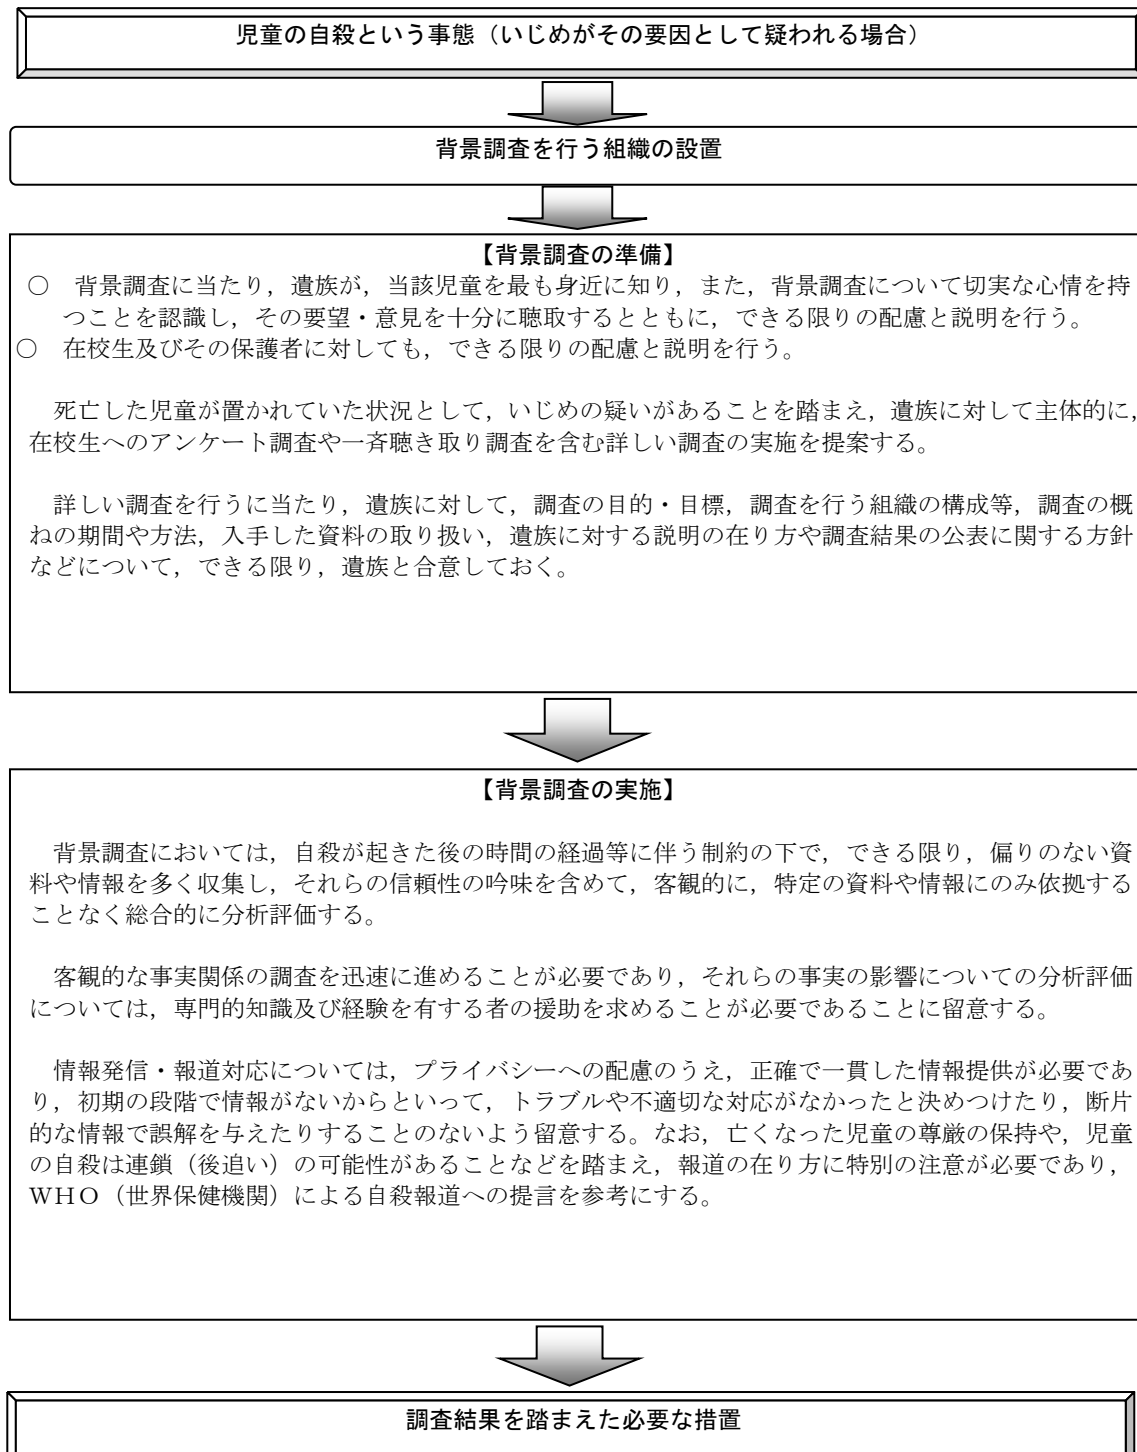 児童の自殺という事態（いじめがその要因として疑われる場合）
背景調査を行う組織の設置
【背景調査の準備】
○　背景調査に当たり，遺族が，当該児童を最も身近に知り，また，背景調査について切実な心情を持
つことを認識し，その要望・意見を十分に聴取するとともに，できる限りの配慮と説明を行う。
○　在校生及びその保護者に対しても，できる限りの配慮と説明を行う。
死亡した児童が置かれていた状況として，いじめの疑いがあることを踏まえ，遺族に対して主体的に，
在校生へのアンケート調査や一斉聴き取り調査を含む詳しい調査の実施を提案する。
詳しい調査を行うに当たり，遺族に対して，調査の目的・目標，調査を行う組織の構成等，調査の概
ねの期間や方法，入手した資料の取り扱い，遺族に対する説明の在り方や調査結果の公表に関する方針
などについて，できる限り，遺族と合意しておく。
【背景調査の実施】
背景調査においては，自殺が起きた後の時間の経過等に伴う制約の下で，できる限り，偏りのない資
料や情報を多く収集し，それらの信頼性の吟味を含めて，客観的に，特定の資料や情報にのみ依拠する
ことなく総合的に分析評価する。
客観的な事実関係の調査を迅速に進めることが必要であり，それらの事実の影響についての分析評価
については，専門的知識及び経験を有する者の援助を求めることが必要であることに留意する。
情報発信・報道対応については，プライバシーへの配慮のうえ，正確で一貫した情報提供が必要であ
り，初期の段階で情報がないからといって，トラブルや不適切な対応がなかったと決めつけたり，断片
的な情報で誤解を与えたりすることのないよう留意する。なお，亡くなった児童の尊厳の保持や，児童
の自殺は連鎖（後追い）の可能性があることなどを踏まえ，報道の在り方に特別の注意が必要であり，
ＷＨＯ（世界保健機関）による自殺報道への提言を参考にする。
調査結果を踏まえた必要な措置